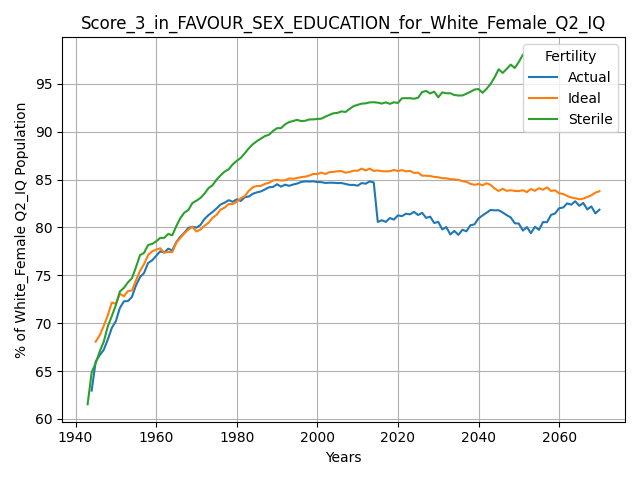 Score_3_in_FAVOUR_SEX_EDUCATION_for_White_Female_Q2_IQ
% of White_Female Q2_IQ Population
95
90
85
80
75
70
65
60
Fertility
Actual
Ideal
Sterile
1940 1960 1980 2000 2020 2040 2060
Years